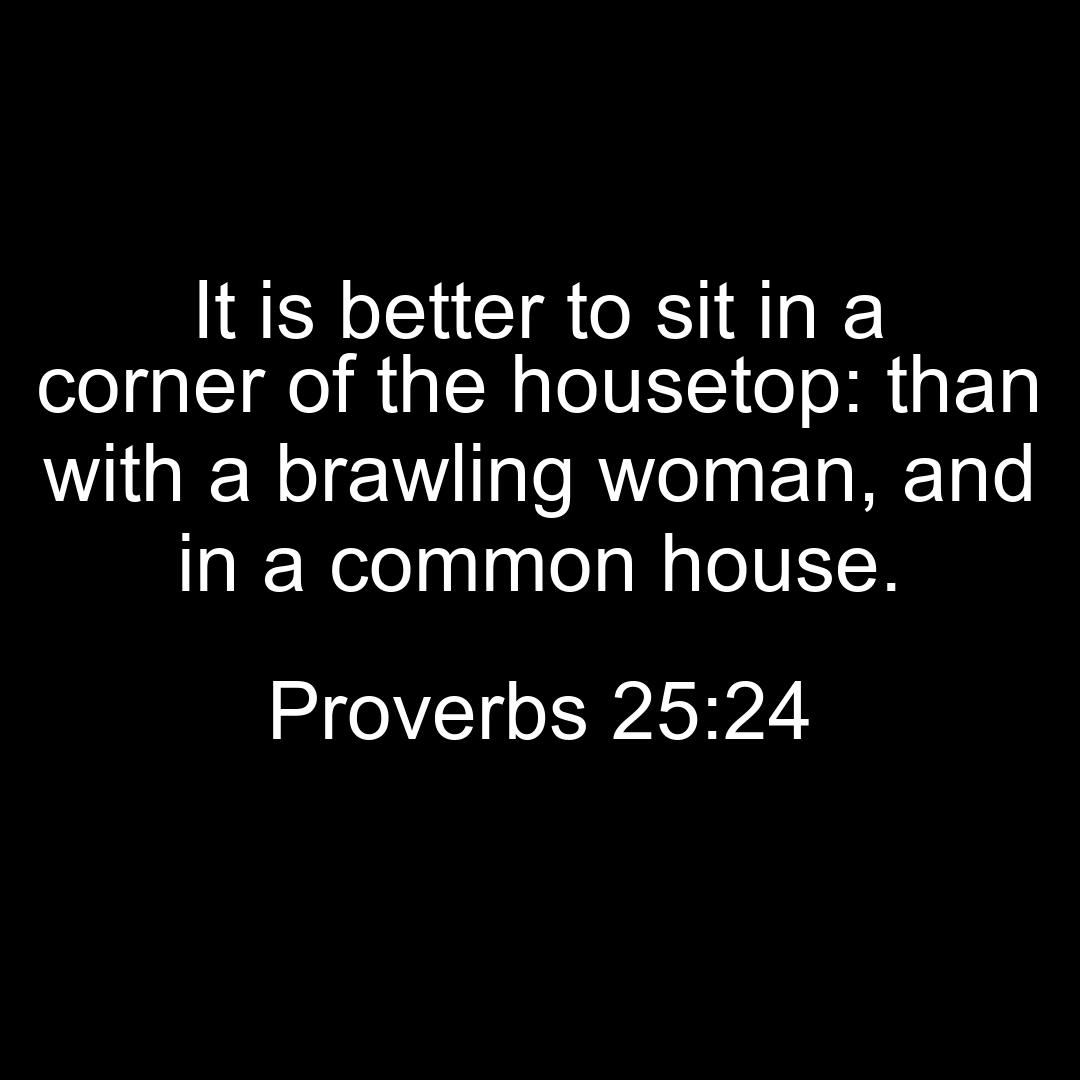 It is better to sit in a
corner of the housetop: than
with a brawling woman, and
in a common house.
Proverbs 25:24